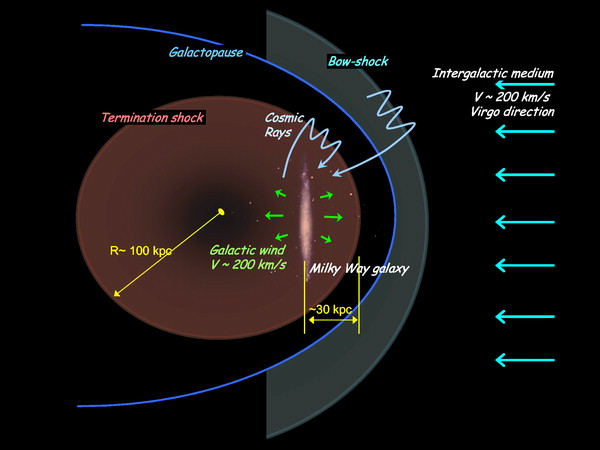 Galactopause
Bow-shock
Intergalactic medium
V ~ 200 km/s
Virgo direction
Termination shock
Cosmic
Rays
R~ 100 kpc
Galactic wind
V ~ 200 km/s
Milky Way galaxy
~30 kpc